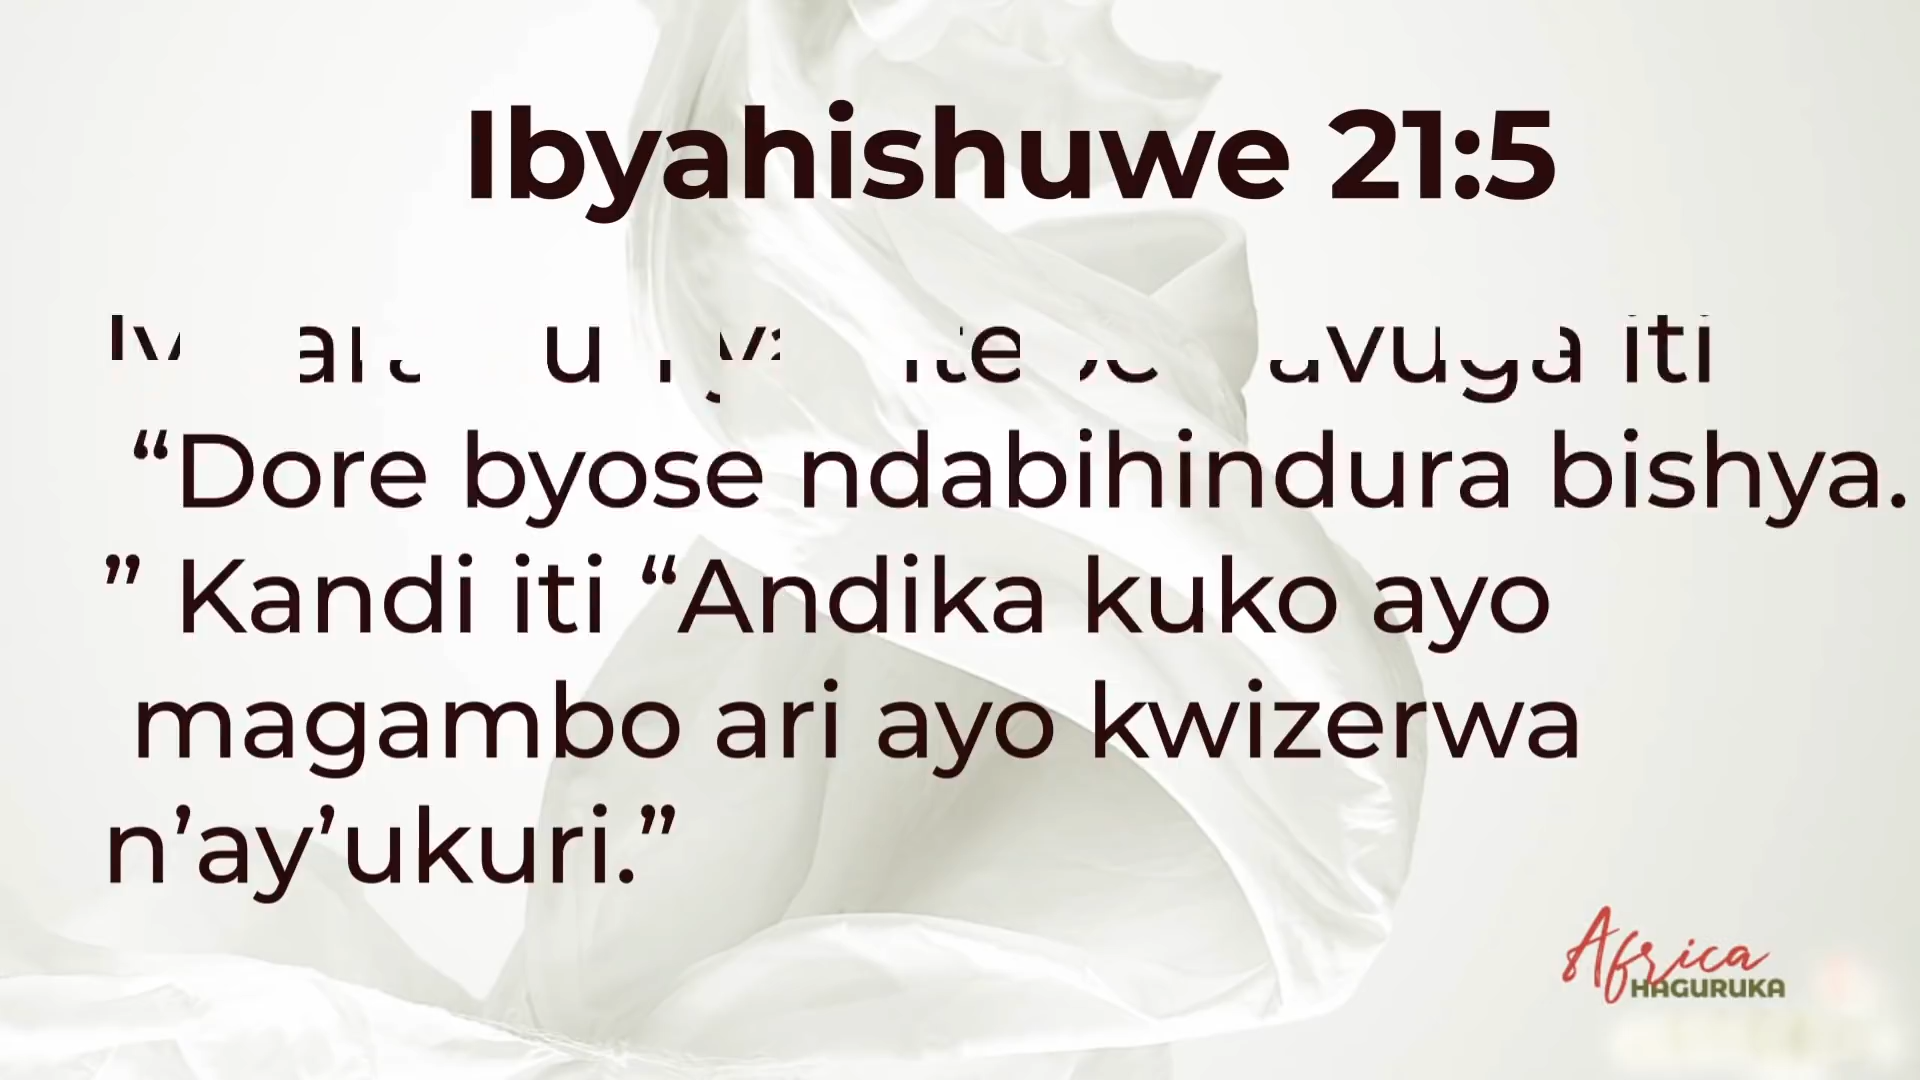 Ibyahishuwe 21:5
iti
“Dore byose ndabihindura bishya.
” Kandi iti “Andika kuko ayo
magambo ari ayo kwizerwa
n’ay’ukuri.”
Africa
HAGURUKA